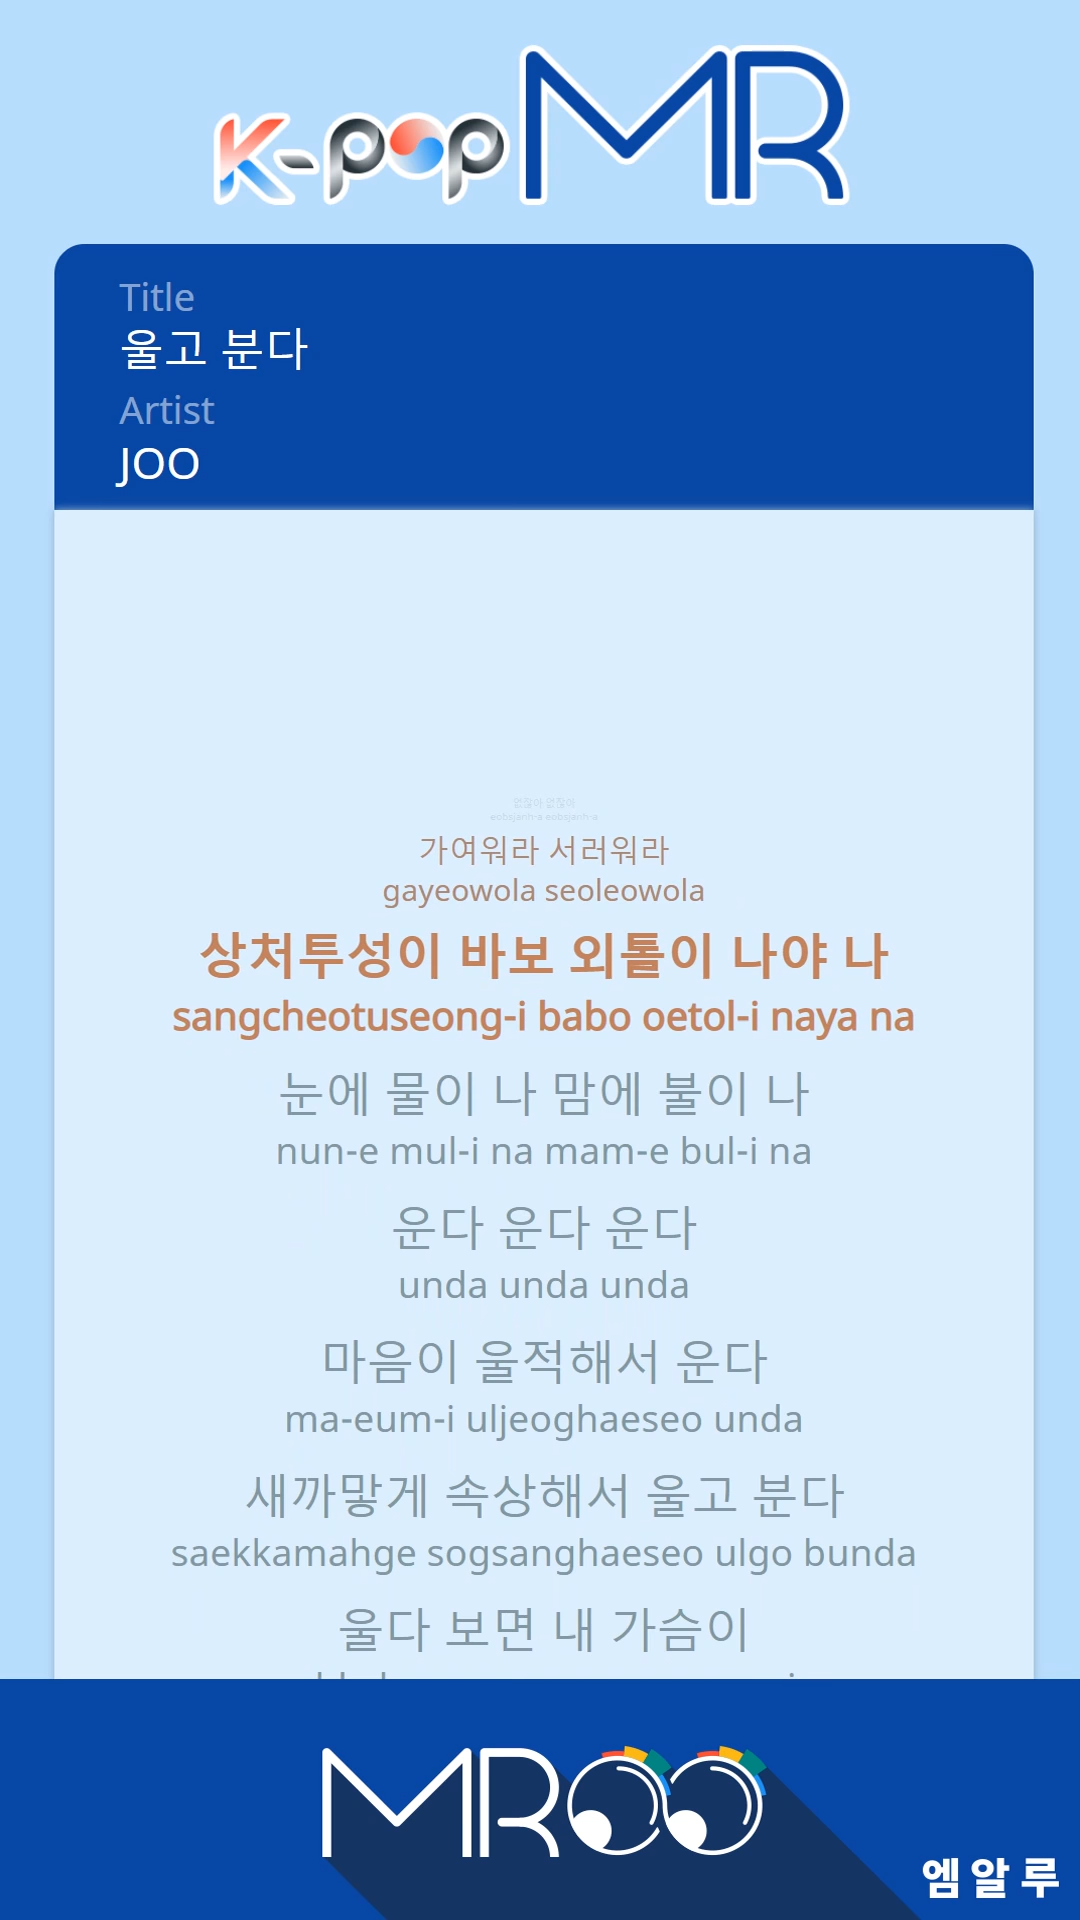 K-pop MR
Title
울고 분다
Artist
JOO
가여워라 서러워라
gayeowola seoleowola
상처투성이 바보 외톨이 나야 나
sangcheotuseong-i babo oetol-i naya na
눈에 물이 나 맘에 불이 나
nun-e mul-i na mam-e bul-i na
운다 운다 운다
unda unda unda
마음이 울적해서 운다
ma-eum-i uljeoghaeseo unda
새까맣게 속상해서 울고 분다
saekkamahge sogsanghaeseo ulgo bunda
울다 보면 내 가슴이
MROO
엠알루